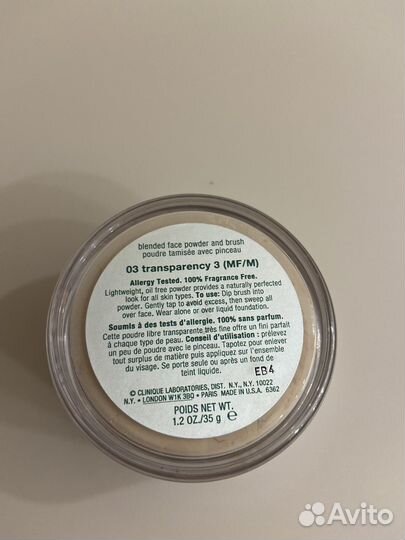 blended face powder and brush
poudre tamisée avec pinceau
03 transparency 3 (MF/M)
Allergy Tested. 100% Fragrance Free.
Lightweight, oil free powder provides a naturally perfected
look for all skin types. To use: Dip brush into
powder. Gently tap to avoid excess, then sweep all
over face. Wear alone or over liquid foundation.
Soumis à des tests d'allergie. 100% sans parfum.
Cette poudre libre transparente très fine offre un fini parfait
à chaque type de peau. Conseil d'utilisation : prélevez
un peu de poudre avec le pinceau. Tapotez pour enlever
un surplus de matière puis appliquez sur l'ensemble
du visage. Se porte seule ou après un fond de
teint liquide.
EB4
© CLINIQUE LABORATORIES, DIST. N.Y., N.Y. 10022
N.Y. • LONDON W1K 3BQ • PARIS MADE IN U.S.A. 6362
POIDS NET WT.
1.2 OZ./35 g e
Avito